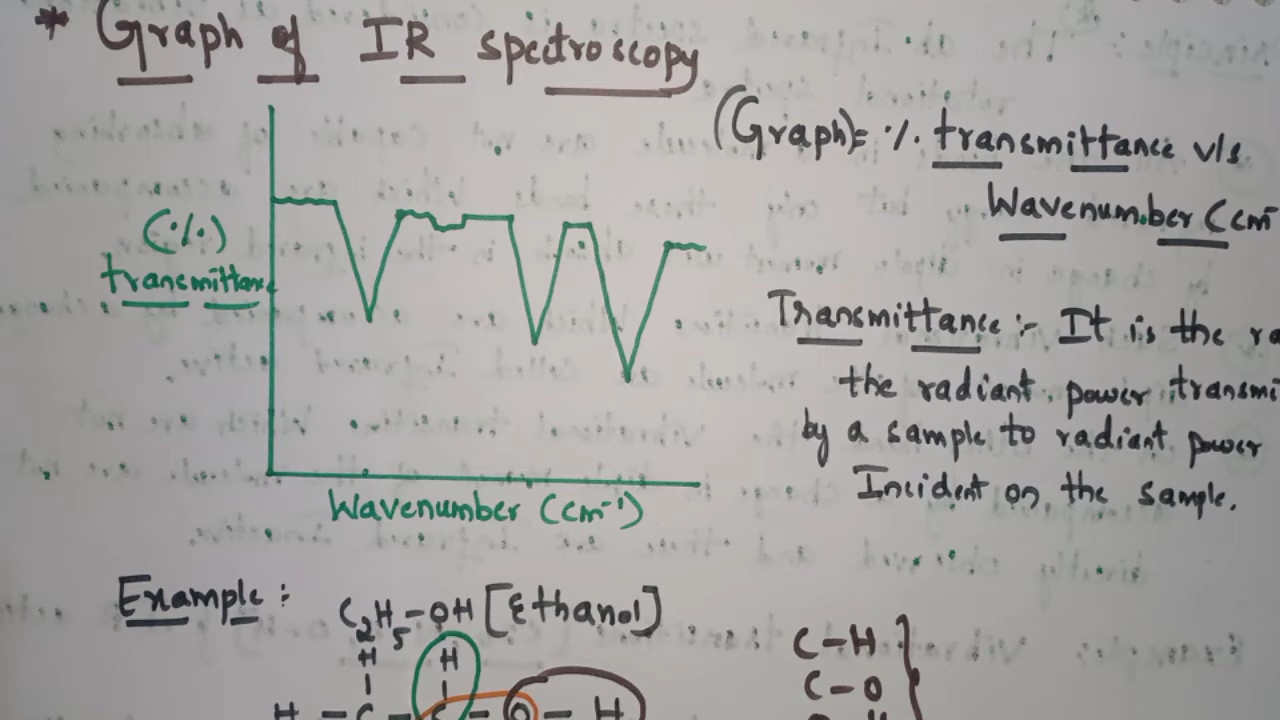 * Graph of IR spectroscopy
(Graph)= % transmittance v/s
Wavenumber (cm⁻
(%)
transmittance
Transmittance :- It is the ra
the radiant power transmi
by a sample to radiant power
Incident on the sample.
Wavenumber (cm⁻¹)
Example :
C₂H₅-OH [Ethanol]
H H
H - C - C - O - H
C-H
C-O